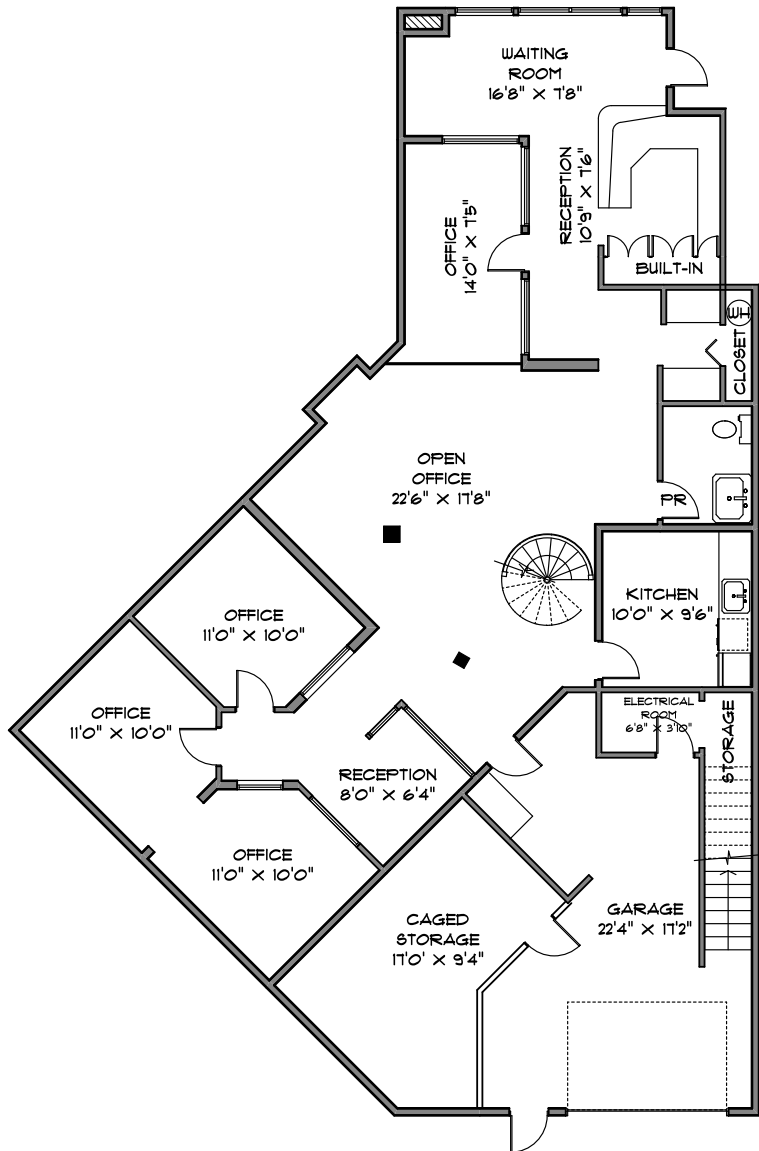 WAITING
ROOM
16'8" X 7'8"
RECEPTION
10'9" X 7'6"
OFFICE
14'0" X 7'5"
BUILT-IN
WH
CLOSET
OPEN
OFFICE
22'6" X 17'8"
PR
KITCHEN
10'0" X 9'6"
OFFICE
11'0" X 10'0"
ELECTRICAL
ROOM
6'8" X 3'10"
STORAGE
OFFICE
11'0" X 10'0"
RECEPTION
8'0" X 6'4"
OFFICE
11'0" X 10'0"
GARAGE
22'4" X 17'2"
CAGED
STORAGE
17'0' X 9'4"